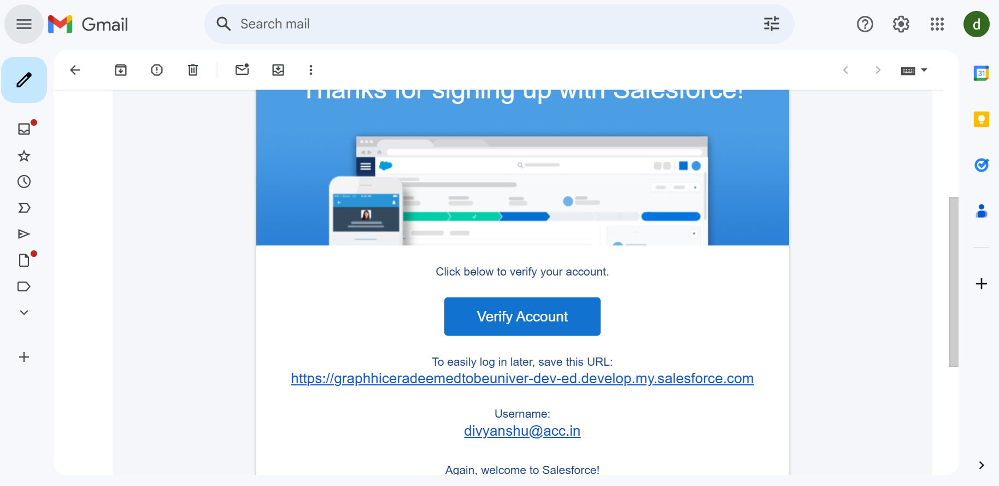 Gmail
Search mail
d
31
Thanks for signing up with Salesforce!
Click below to verify your account.
Verify Account
To easily log in later, save this URL:
https://graphhiceradeemedtobeuniver-dev-ed.develop.my.salesforce.com
Username:
divyanshu@acc.in
Again, welcome to Salesforce!